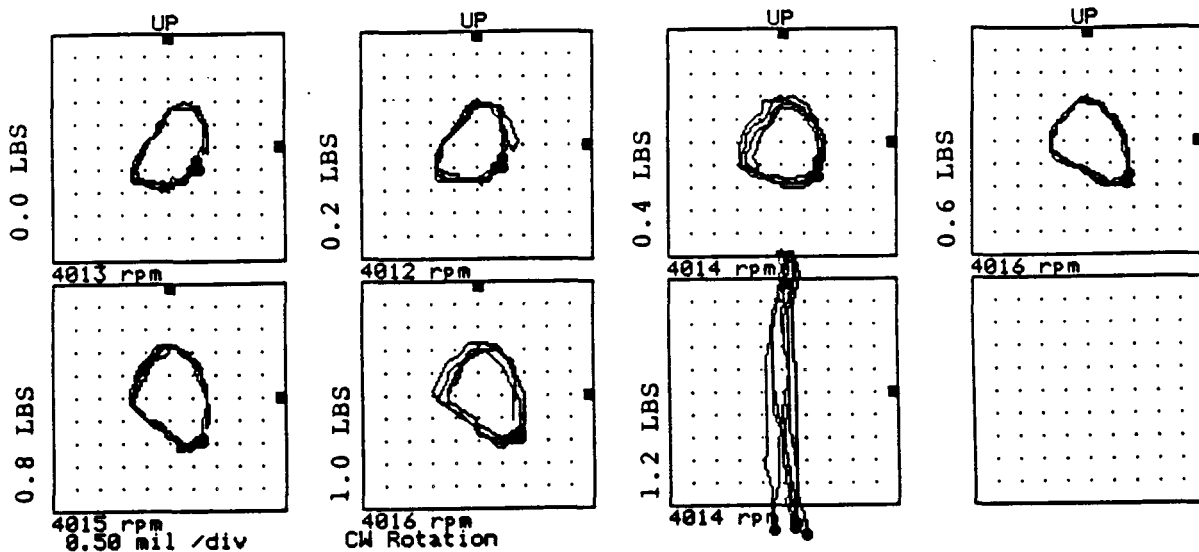 UP
UP
UP
UP
0.0 LBS
0.2 LBS
0.4 LBS
0.6 LBS
4013 rpm
4012 rpm
4014 rpm
4016 rpm
0.8 LBS
1.0 LBS
1.2 LBS
4015 rpm
4016 rpm
4014 rpm
0.50 mil /div
CW Rotation